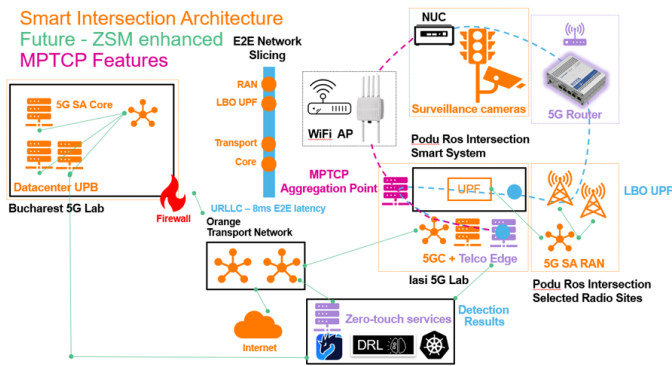 Smart Intersection Architecture
Future - ZSM enhanced
MPTCP Features
E2E Network
Slicing
RAN
LBO UPF
Transport
Core
URLLC – 8ms E2E latency
5G SA Core
Datacenter UPB
Bucharest 5G Lab
Firewall
Orange
Transport Network
Internet
WiFi AP
NUC
Surveillance cameras
5G Router
Podu Ros Intersection
Smart System
MPTCP
Aggregation Point
UPF
LBO UPF
5GC + Telco Edge
5G SA RAN
Iasi 5G Lab
Podu Ros Intersection
Selected Radio Sites
Detection
Results
Zero-touch services
DRL